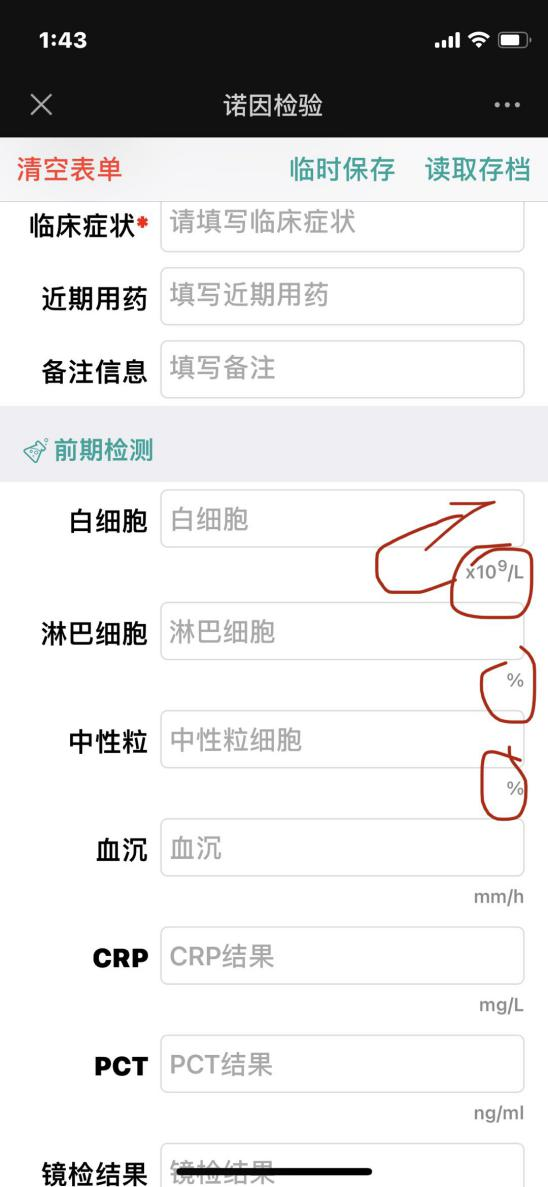 1:43
诺因检验
清空表单 临时保存 读取存档
临床症状* 请填写临床症状
近期用药 填写近期用药
备注信息 填写备注
前期检测
白细胞 白细胞
x10⁹/L
淋巴细胞 淋巴细胞
%
中性粒 中性粒细胞
%
血沉 血沉
mm/h
CRP CRP结果
mg/L
PCT PCT结果
ng/ml
镜检结果 镜检结果